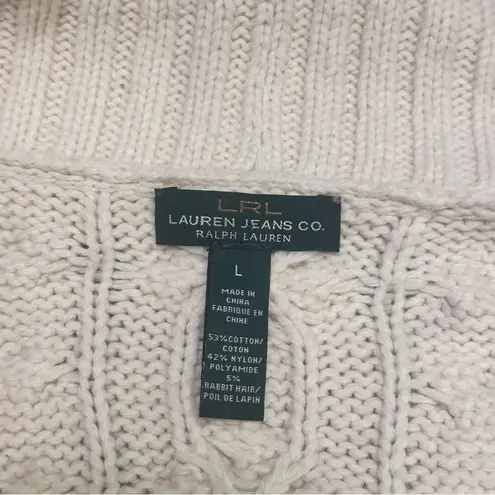 LRL
LAUREN JEANS CO.
RALPH LAUREN
L
MADE IN
CHINA
FABRIQUE EN
CHINE
53%COTTON/
COTON
42% NYLON/
POLYAMIDE
5%
RABBIT HAIR/
POIL DE LAPIN